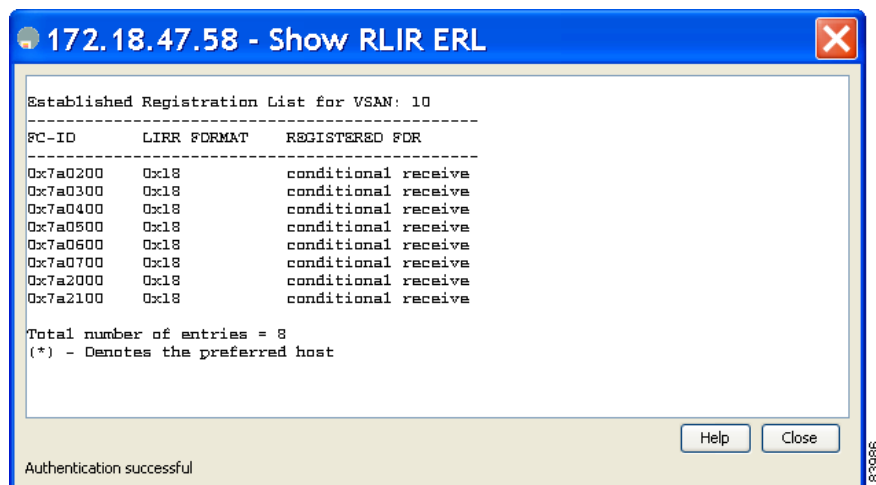 172.18.47.58 - Show RLIR ERL
Established Registration List for VSAN: 10
----------------------------------------------------
FC-ID LIRR FORMAT REGISTERED FOR
----------------------------------------------------
0x7a0200 0x18 conditional receive
0x7a0300 0x18 conditional receive
0x7a0400 0x18 conditional receive
0x7a0500 0x18 conditional receive
0x7a0600 0x18 conditional receive
0x7a0700 0x18 conditional receive
0x7a2000 0x18 conditional receive
0x7a2100 0x18 conditional receive
Total number of entries = 8
(*) - Denotes the preferred host
Help Close
Authentication successful